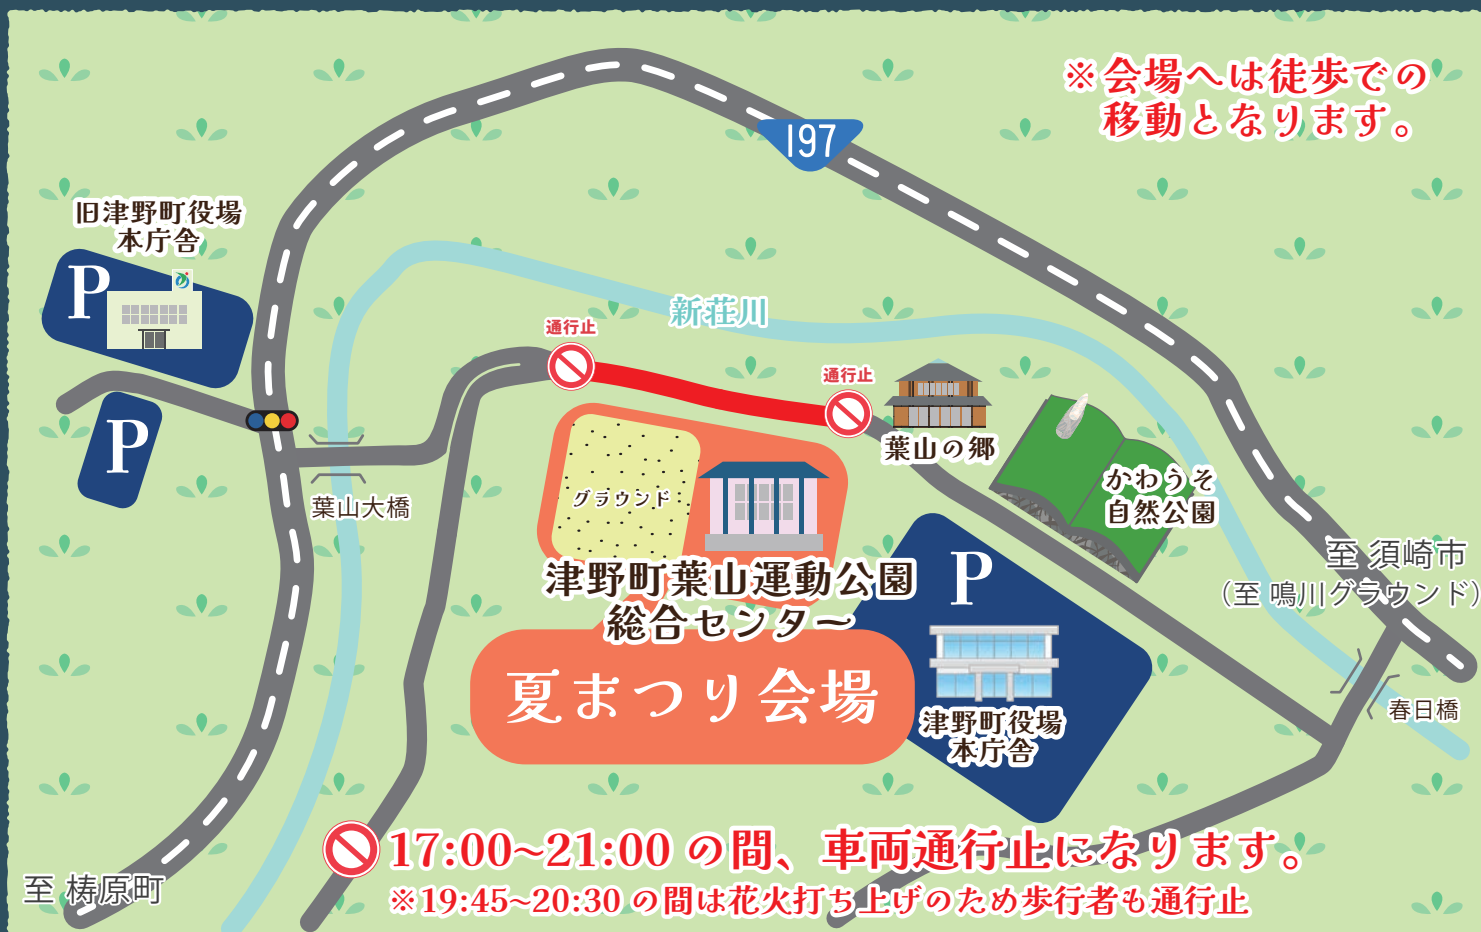 ※会場へは徒歩での
移動となります。
197
旧津野町役場
本庁舎
P
新荘川
通行止
通行止
葉山の郷
P
葉山大橋
グラウンド
かわうそ
自然公園
津野町葉山運動公園
総合センター
P
至 須崎市
(至 鳴川グラウンド)
夏まつり会場
津野町役場
本庁舎
春日橋
17:00~21:00 の間、車両通行止になります。
※19:45~20:30 の間は花火打ち上げのため歩行者も通行止
至 梼原町